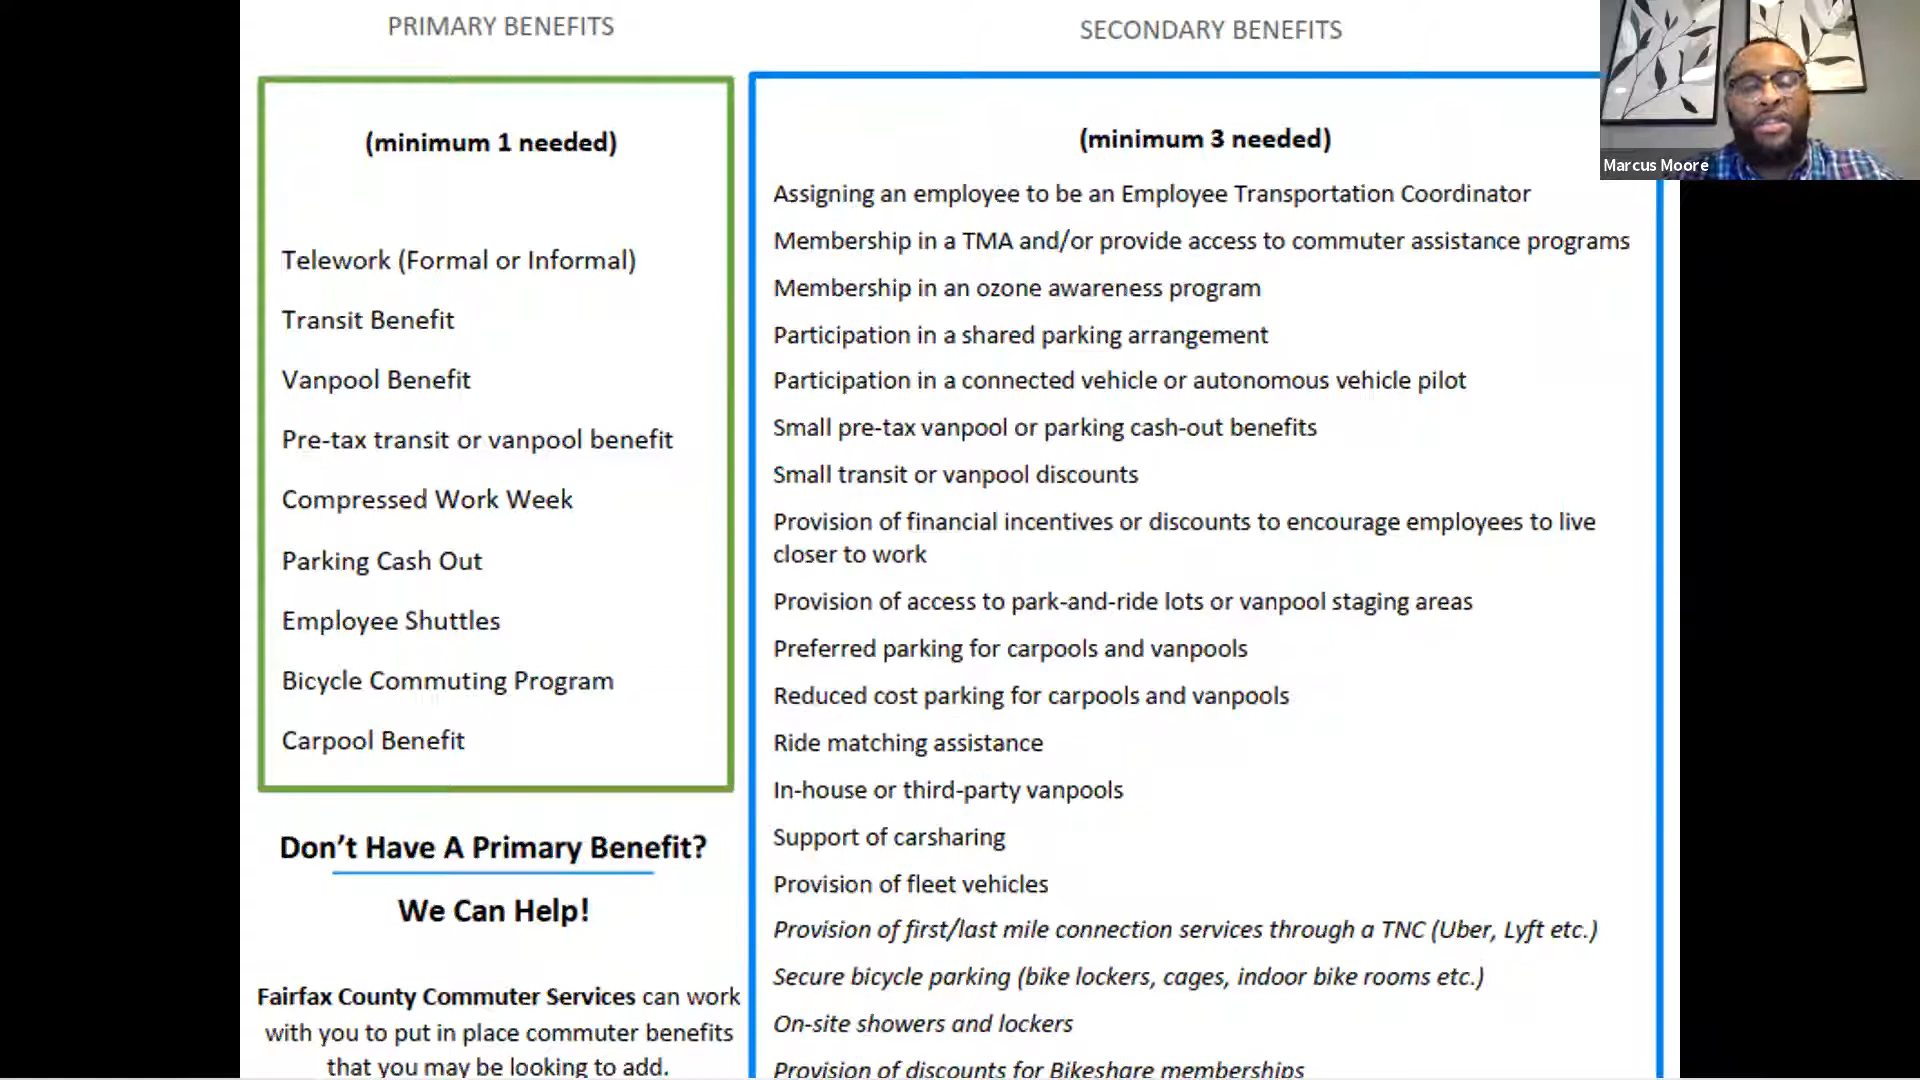 PRIMARY BENEFITS
(minimum 1 needed)
Telework (Formal or Informal)
Transit Benefit
Vanpool Benefit
Pre-tax transit or vanpool benefit
Compressed Work Week
Parking Cash Out
Employee Shuttles
Bicycle Commuting Program
Carpool Benefit
Don’t Have A Primary Benefit?
We Can Help!
Fairfax County Commuter Services can work
with you to put in place commuter benefits
that you may be looking to add.
SECONDARY BENEFITS
(minimum 3 needed)
Assigning an employee to be an Employee Transportation Coordinator
Membership in a TMA and/or provide access to commuter assistance programs
Membership in an ozone awareness program
Participation in a shared parking arrangement
Participation in a connected vehicle or autonomous vehicle pilot
Small pre-tax vanpool or parking cash-out benefits
Small transit or vanpool discounts
Provision of financial incentives or discounts to encourage employees to live
closer to work
Provision of access to park-and-ride lots or vanpool staging areas
Preferred parking for carpools and vanpools
Reduced cost parking for carpools and vanpools
Ride matching assistance
In-house or third-party vanpools
Support of carsharing
Provision of fleet vehicles
Provision of first/last mile connection services through a TNC (Uber, Lyft etc.)
Secure bicycle parking (bike lockers, cages, indoor bike rooms etc.)
On-site showers and lockers
Provision of discounts for Bikeshare memberships
Marcus Moore